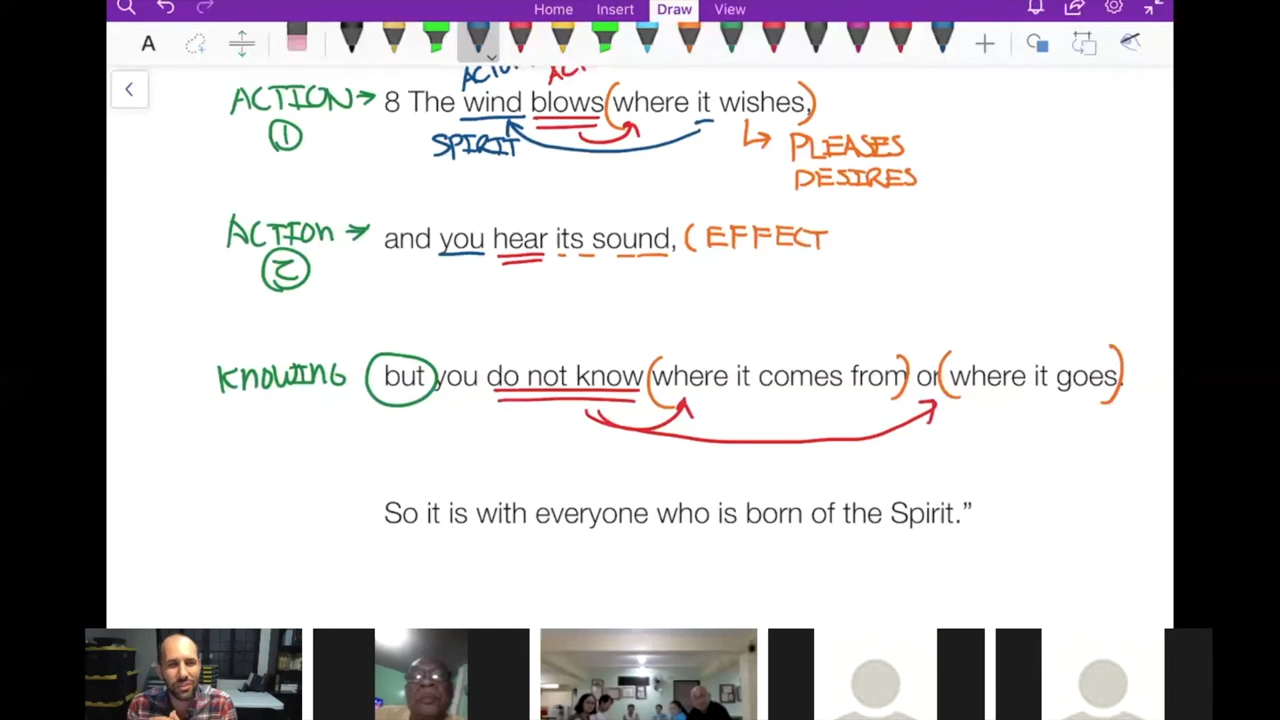 Home Insert Draw View
A
ACTION → 8 The wind blows (where it wishes,)
① SPIRIT ↳ PLEASES
DESIRES
ACTION → and you hear its sound, ( EFFECT
②
KNOWING but you do not know (where it comes from) or (where it goes.)
So it is with everyone who is born of the Spirit.”